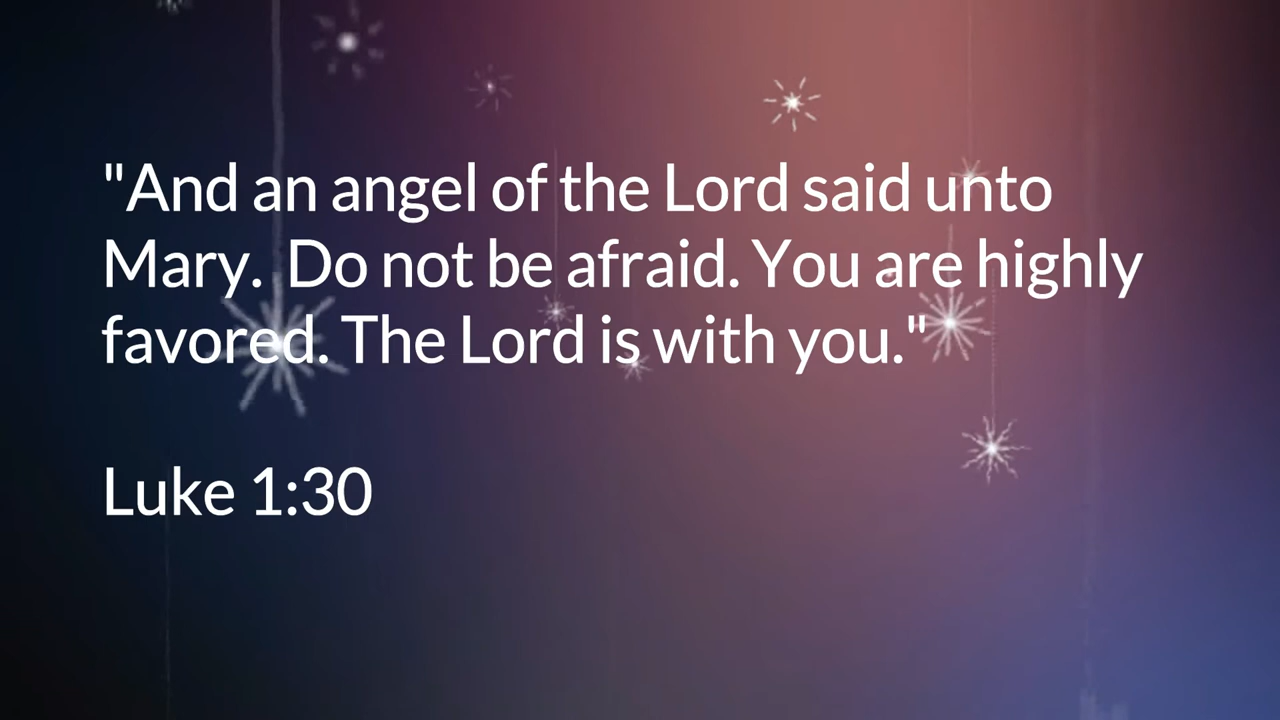 "And an angel of the Lord said unto
Mary.  Do not be afraid. You are highly
favored. The Lord is with you."
Luke 1:30